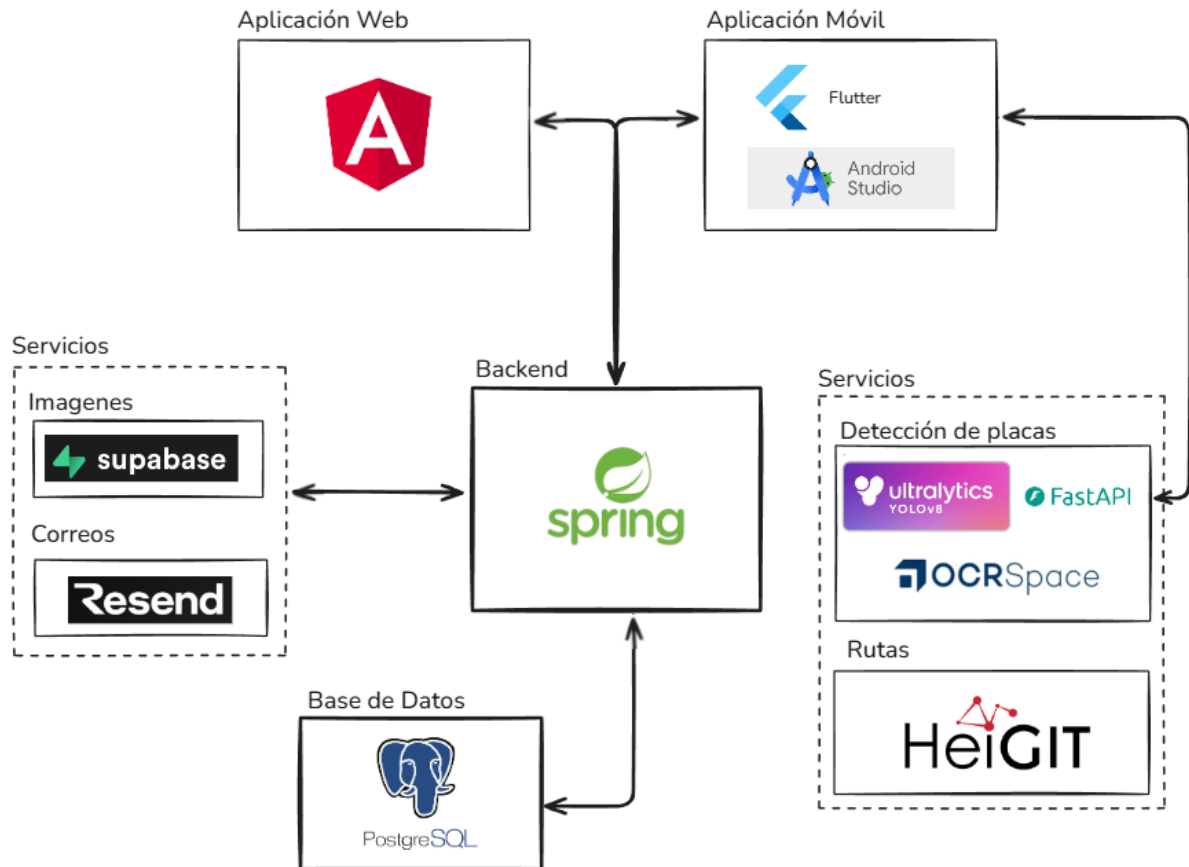 Aplicación Web
Aplicación Móvil
A
Flutter
Android
Studio
Servicios
Imagenes
supabase
Correos
Resend
Backend
spring
Servicios
Detección de placas
ultralytics
YOLOv8
FastAPI
OCRSpace
Rutas
HeiGIT
Base de Datos
PostgreSQL